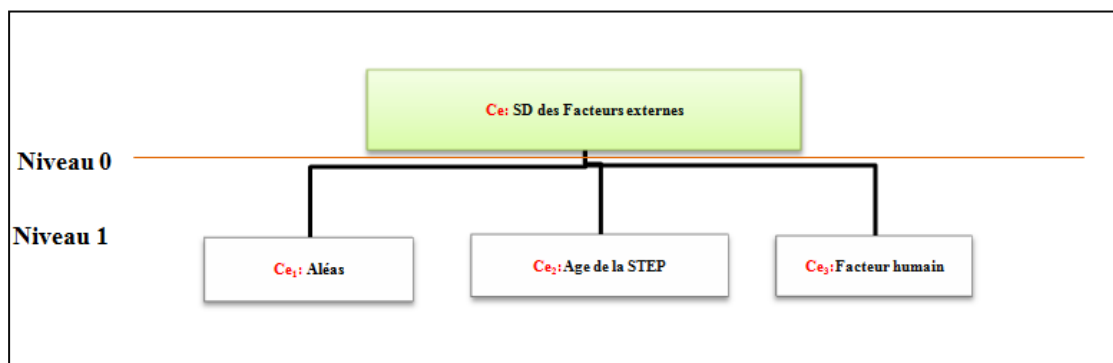 Ce: SD des Facteurs externes
Niveau 0
Niveau 1
Ce₁: Aléas
Ce₂: Age de la STEP
Ce₃: Facteur humain